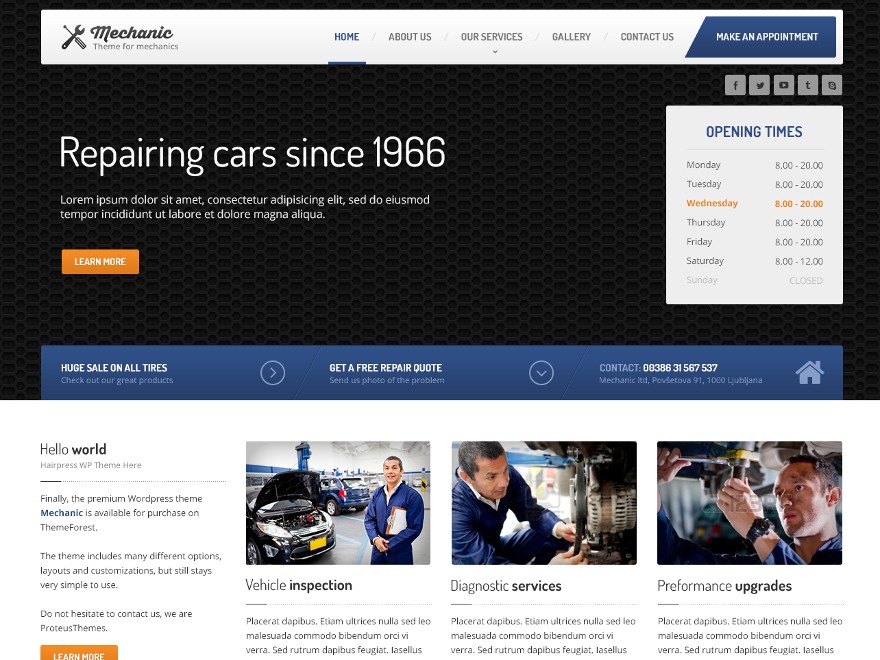 Mechanic
Theme for mechanics
HOME / ABOUT US / OUR SERVICES / GALLERY / CONTACT US
MAKE AN APPOINTMENT
Repairing cars since 1966
Lorem ipsum dolor sit amet, consectetur adipisicing elit, sed do eiusmod
tempor incididunt ut labore et dolore magna aliqua.
LEARN MORE
OPENING TIMES
Monday 8.00 - 20.00
Tuesday 8.00 - 20.00
Wednesday 8.00 - 20.00
Thursday 8.00 - 20.00
Friday 8.00 - 20.00
Saturday 8.00 - 12.00
Sunday CLOSED
HUGE SALE ON ALL TIRES
Check out our great products
GET A FREE REPAIR QUOTE
Send us photo of the problem
CONTACT: 00386 31 567 537
Mechanic ltd, Povšetova 91, 1000 Ljubljana
Hello world
Hairpress WP Theme Here
Finally, the premium Wordpress theme
Mechanic is available for purchase on
ThemeForest.
The theme includes many different options,
layouts and customizations, but still stays
very simple to use.
Do not hesitate to contact us, we are
ProteusThemes.
LEARN MORE
Vehicle inspection
Placerat dapibus. Etiam ultrices nulla sed leo
malesuada commodo bibendum orci vi
verra. Sed rutrum dapibus feugiat. Iasellus
Diagnostic services
Placerat dapibus. Etiam ultrices nulla sed leo
malesuada commodo bibendum orci vi
verra. Sed rutrum dapibus feugiat. Iasellus
Preformance upgrades
Placerat dapibus. Etiam ultrices nulla sed leo
malesuada commodo bibendum orci vi
verra. Sed rutrum dapibus feugiat. Iasellus